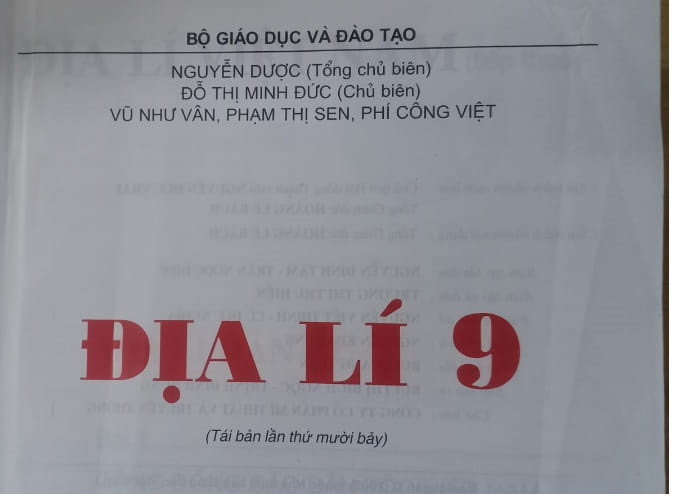 BỘ GIÁO DỤC VÀ ĐÀO TẠO
NGUYỄN DƯỢC (Tổng chủ biên)
ĐỖ THỊ MINH ĐỨC (Chủ biên)
VŨ NHƯ VÂN, PHẠM THỊ SEN, PHÍ CÔNG VIỆT
ĐỊA LÍ 9
(Tái bản lần thứ mười bảy)